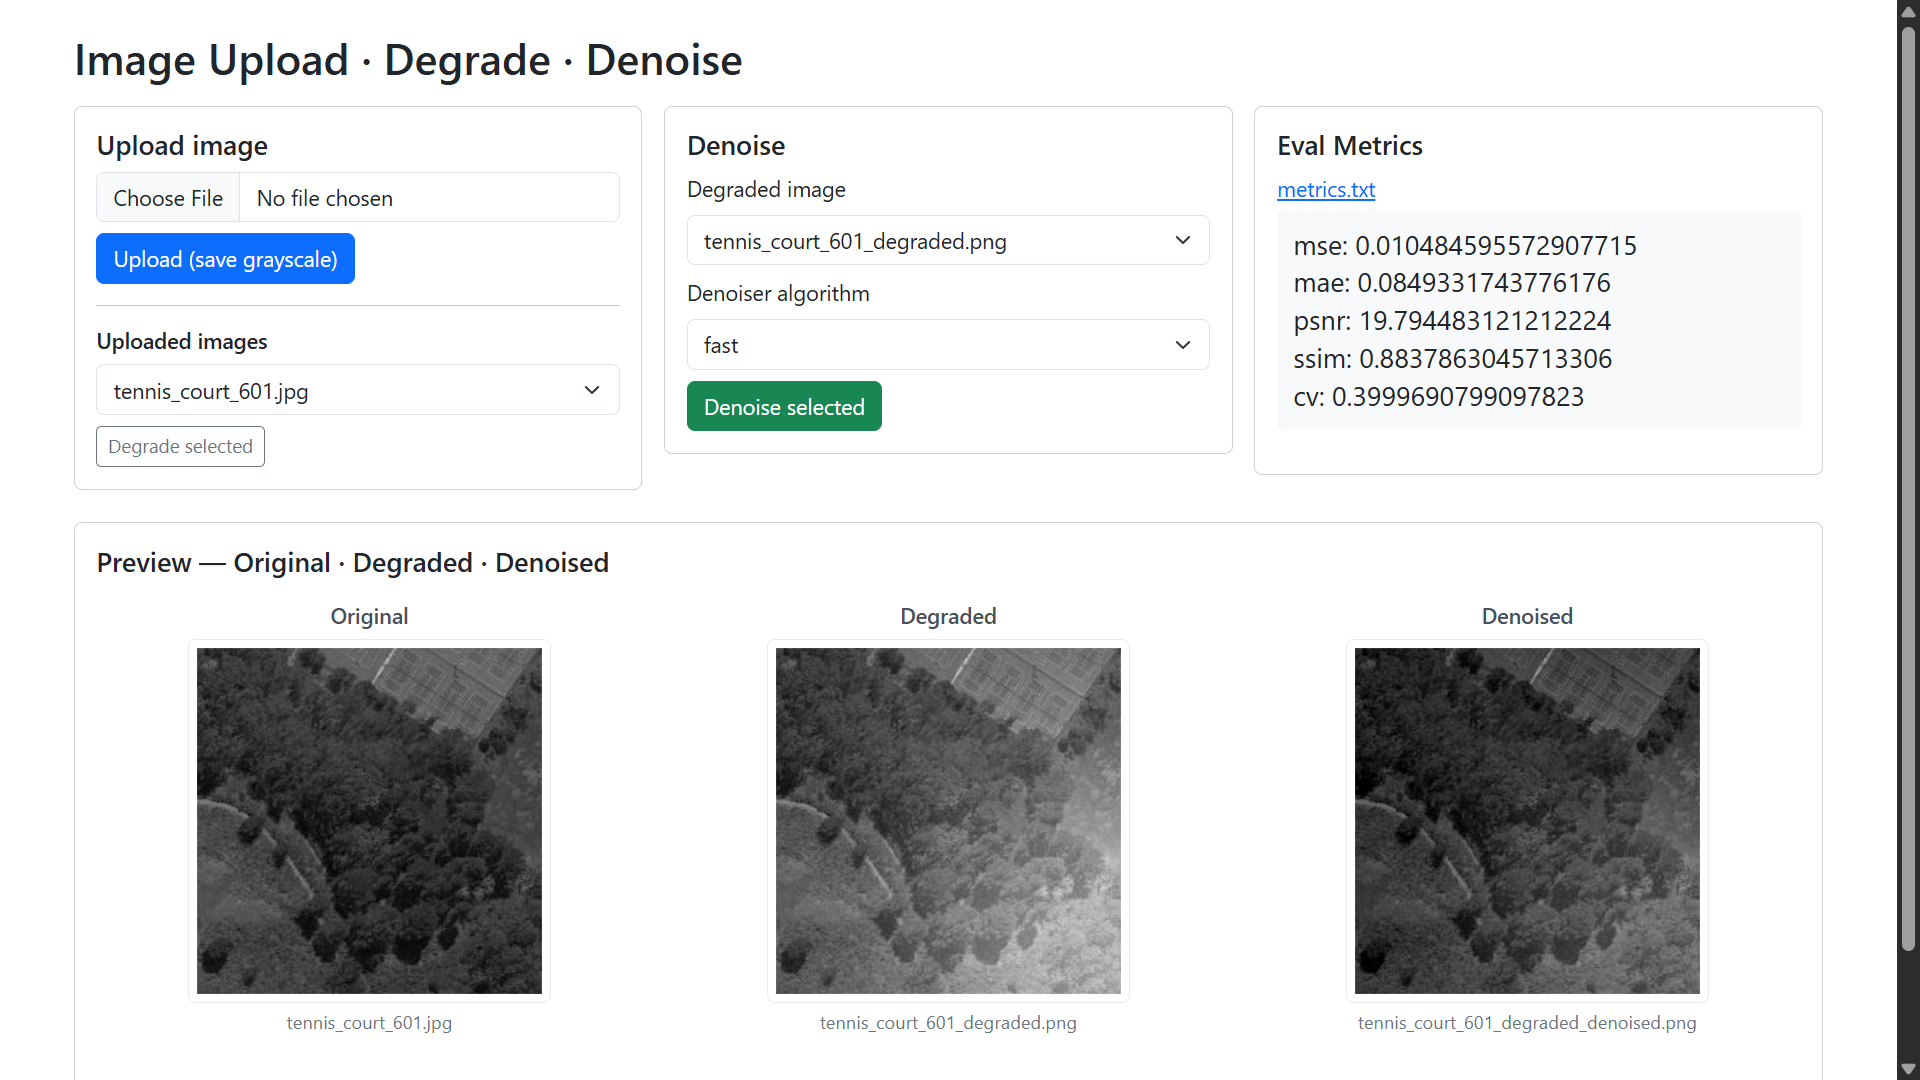 Image Upload · Degrade · Denoise
Upload image
Choose File No file chosen
Upload (save grayscale)
Uploaded images
tennis_court_601.jpg
Degrade selected
Denoise
Degraded image
tennis_court_601_degraded.png
Denoiser algorithm
fast
Denoise selected
Eval Metrics
metrics.txt
mse: 0.010484595572907715
mae: 0.0849331743776176
psnr: 19.794483121212224
ssim: 0.8837863045713306
cv: 0.3999690799097823
Preview — Original · Degraded · Denoised
Original
tennis_court_601.jpg
Degraded
tennis_court_601_degraded.png
Denoised
tennis_court_601_degraded_denoised.png